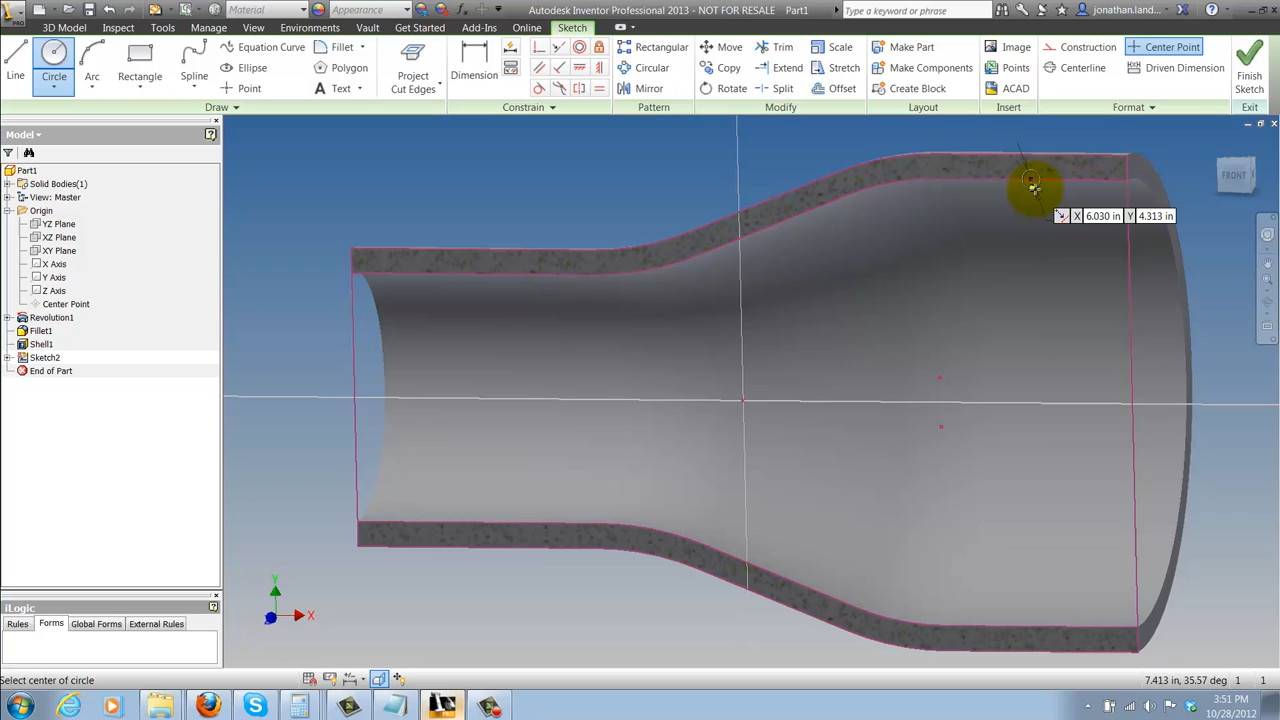 Material
Appearance
Autodesk Inventor Professional 2013 - NOT FOR RESALE
Part1
Type a keyword or phrase
jonathan.land...
PRO
3D Model
Inspect
Tools
Manage
View
Environments
Vault
Get Started
Add-Ins
Online
Sketch
Line
Circle
Arc
Rectangle
Spline
Equation Curve
Ellipse
Point
Fillet
Polygon
Text
Project
Cut Edges
Dimension
Rectangular
Circular
Mirror
Move
Copy
Rotate
Trim
Extend
Split
Scale
Stretch
Offset
Make Part
Make Components
Create Block
Image
Points
ACAD
Construction
Centerline
Center Point
Driven Dimension
Finish
Sketch
Draw
Constrain
Pattern
Modify
Layout
Insert
Format
Exit
Model
Part1
Solid Bodies(1)
View: Master
Origin
YZ Plane
XZ Plane
XY Plane
X Axis
Y Axis
Z Axis
Center Point
Revolution1
Fillet1
Shell1
Sketch2
End of Part
FRONT
X 6.030 in Y 4.313 in
iLogic
Rules
Forms
Global Forms
External Rules
Y
X
Select center of circle
7.413 in, 35.57 deg 1 1
3:51 PM
10/28/2012